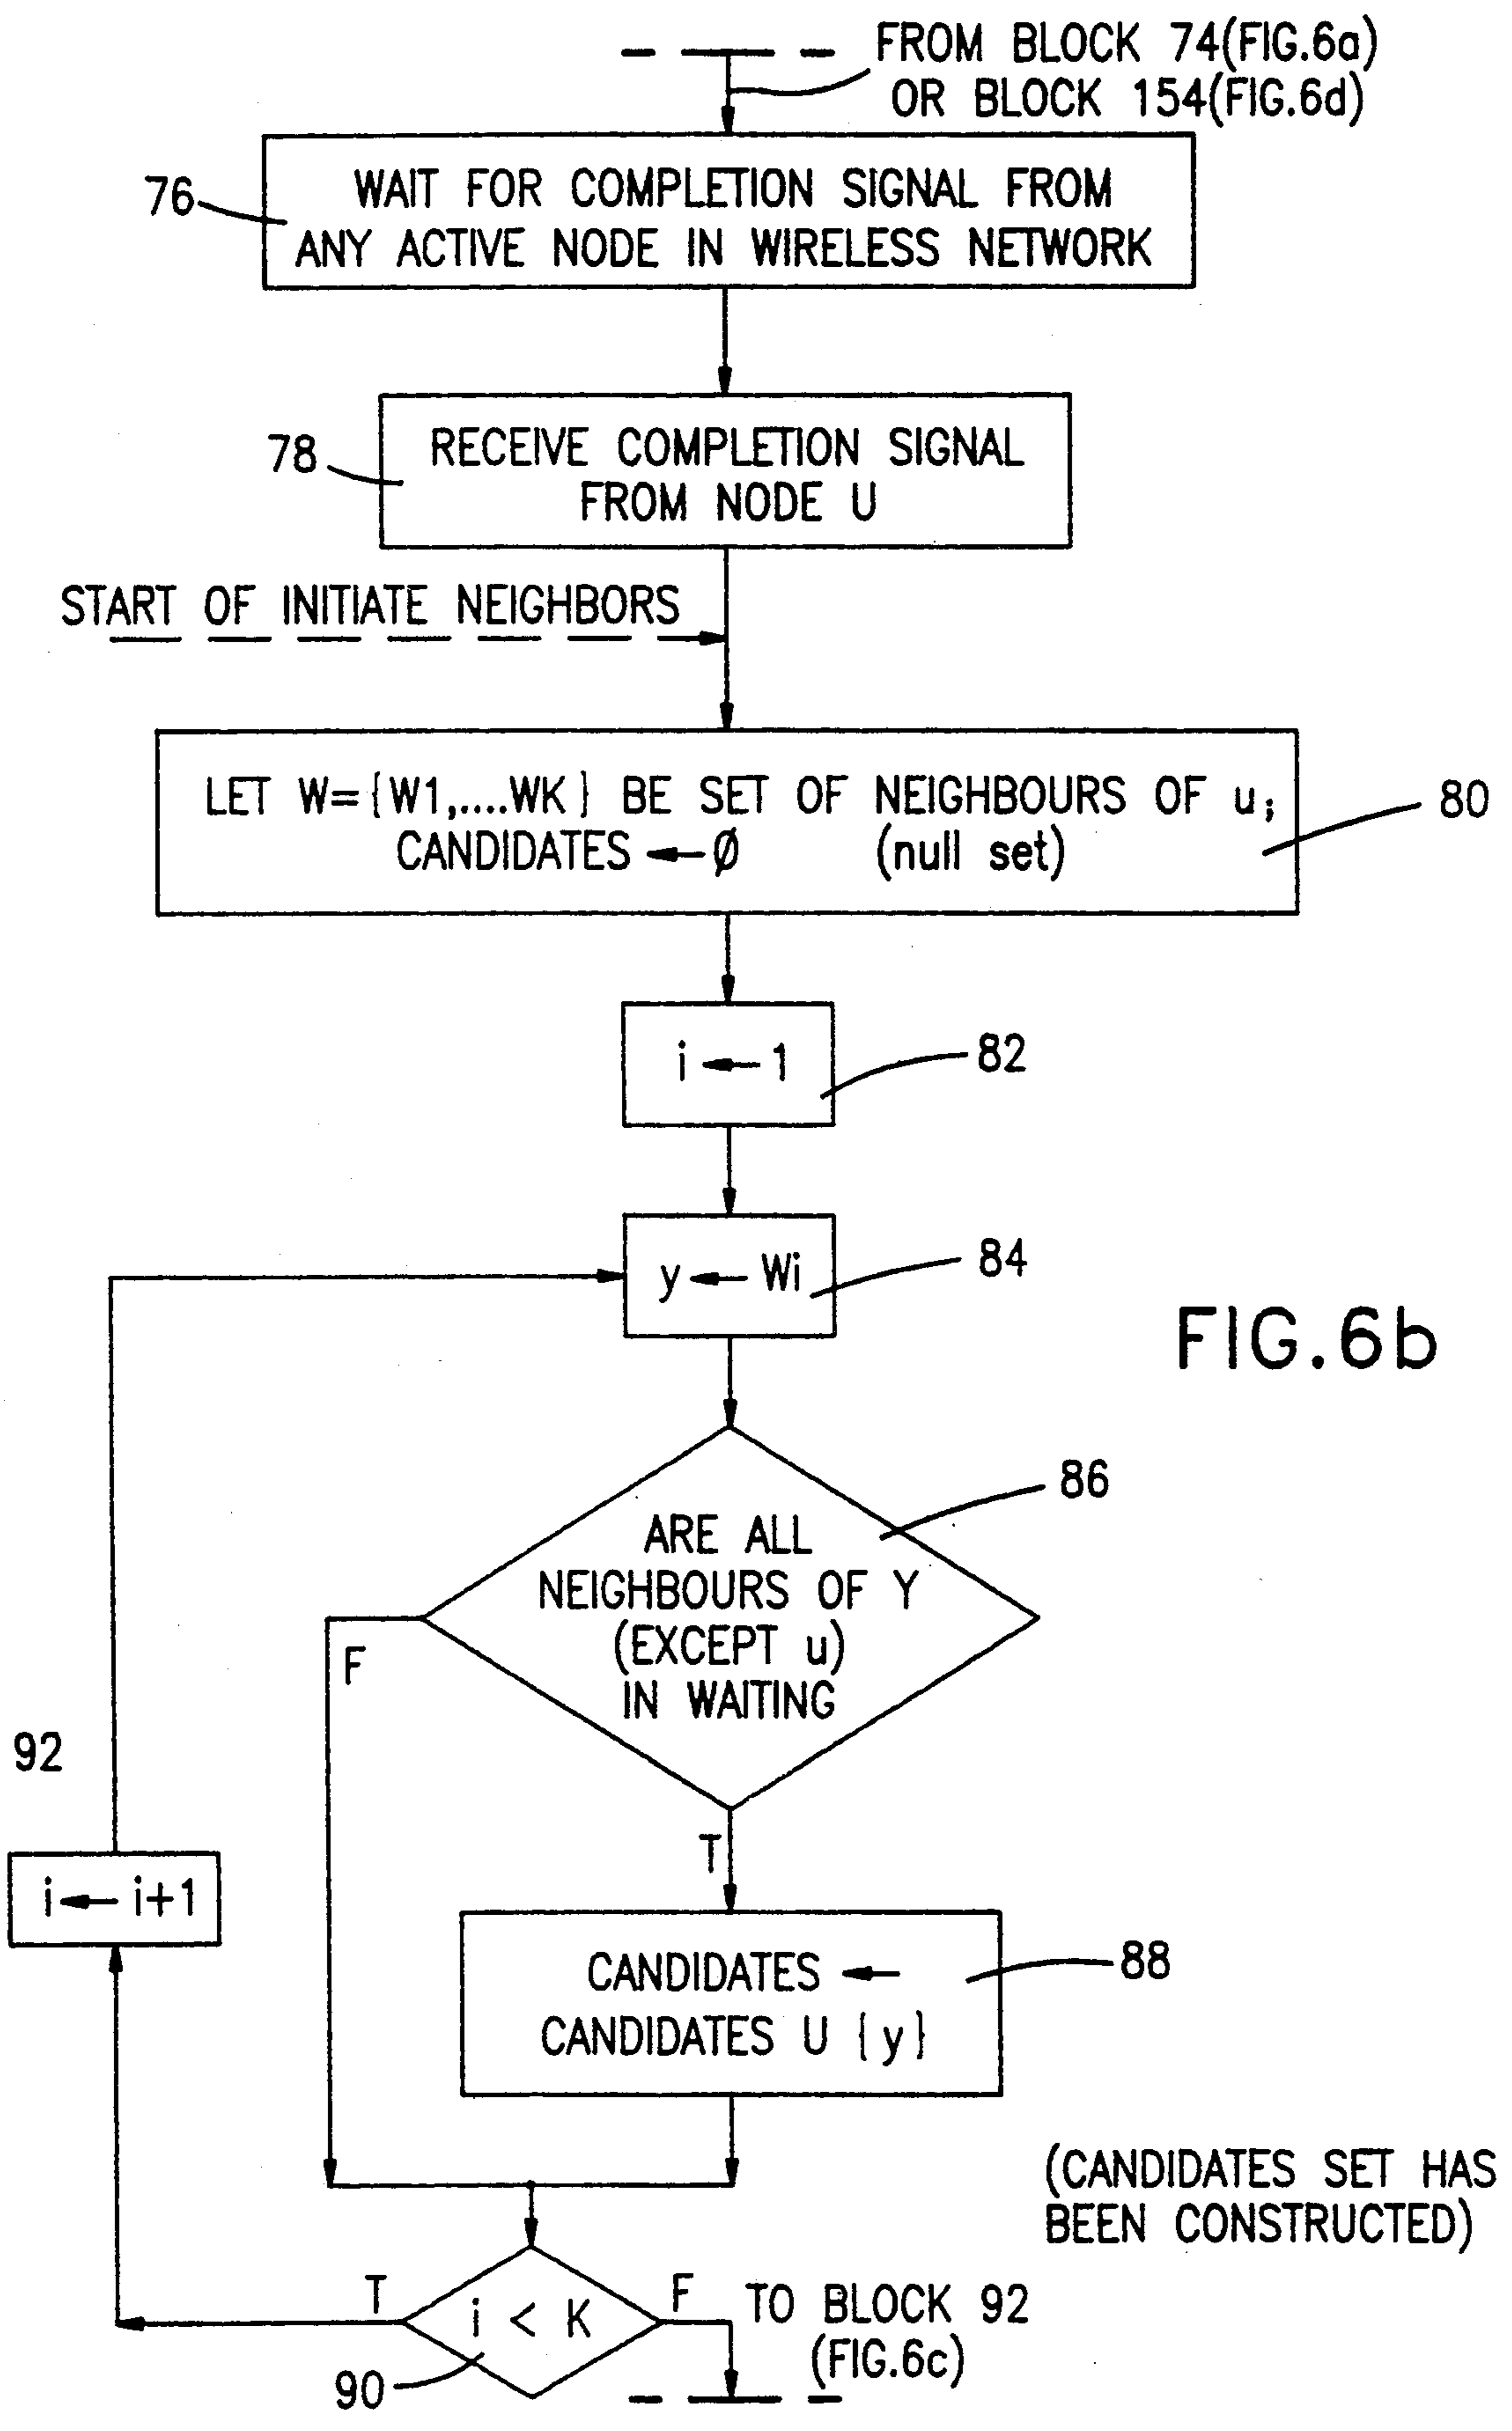 FROM BLOCK 74(FIG.6a)
OR BLOCK 154(FIG.6d)
76
WAIT FOR COMPLETION SIGNAL FROM
ANY ACTIVE NODE IN WIRELESS NETWORK
78
RECEIVE COMPLETION SIGNAL
FROM NODE U
START OF INITIATE NEIGHBORS
LET W={W1,....WK} BE SET OF NEIGHBOURS OF u;
CANDIDATES ← Ø (null set)
80
i ← 1
82
y ← Wi
84
FIG.6b
86
ARE ALL
NEIGHBOURS OF Y
(EXCEPT u)
IN WAITING
F
92
T
i ← i+1
CANDIDATES ←
CANDIDATES U {y}
88
(CANDIDATES SET HAS
BEEN CONSTRUCTED)
T
i < K
F
TO BLOCK 92
(FIG.6c)
90